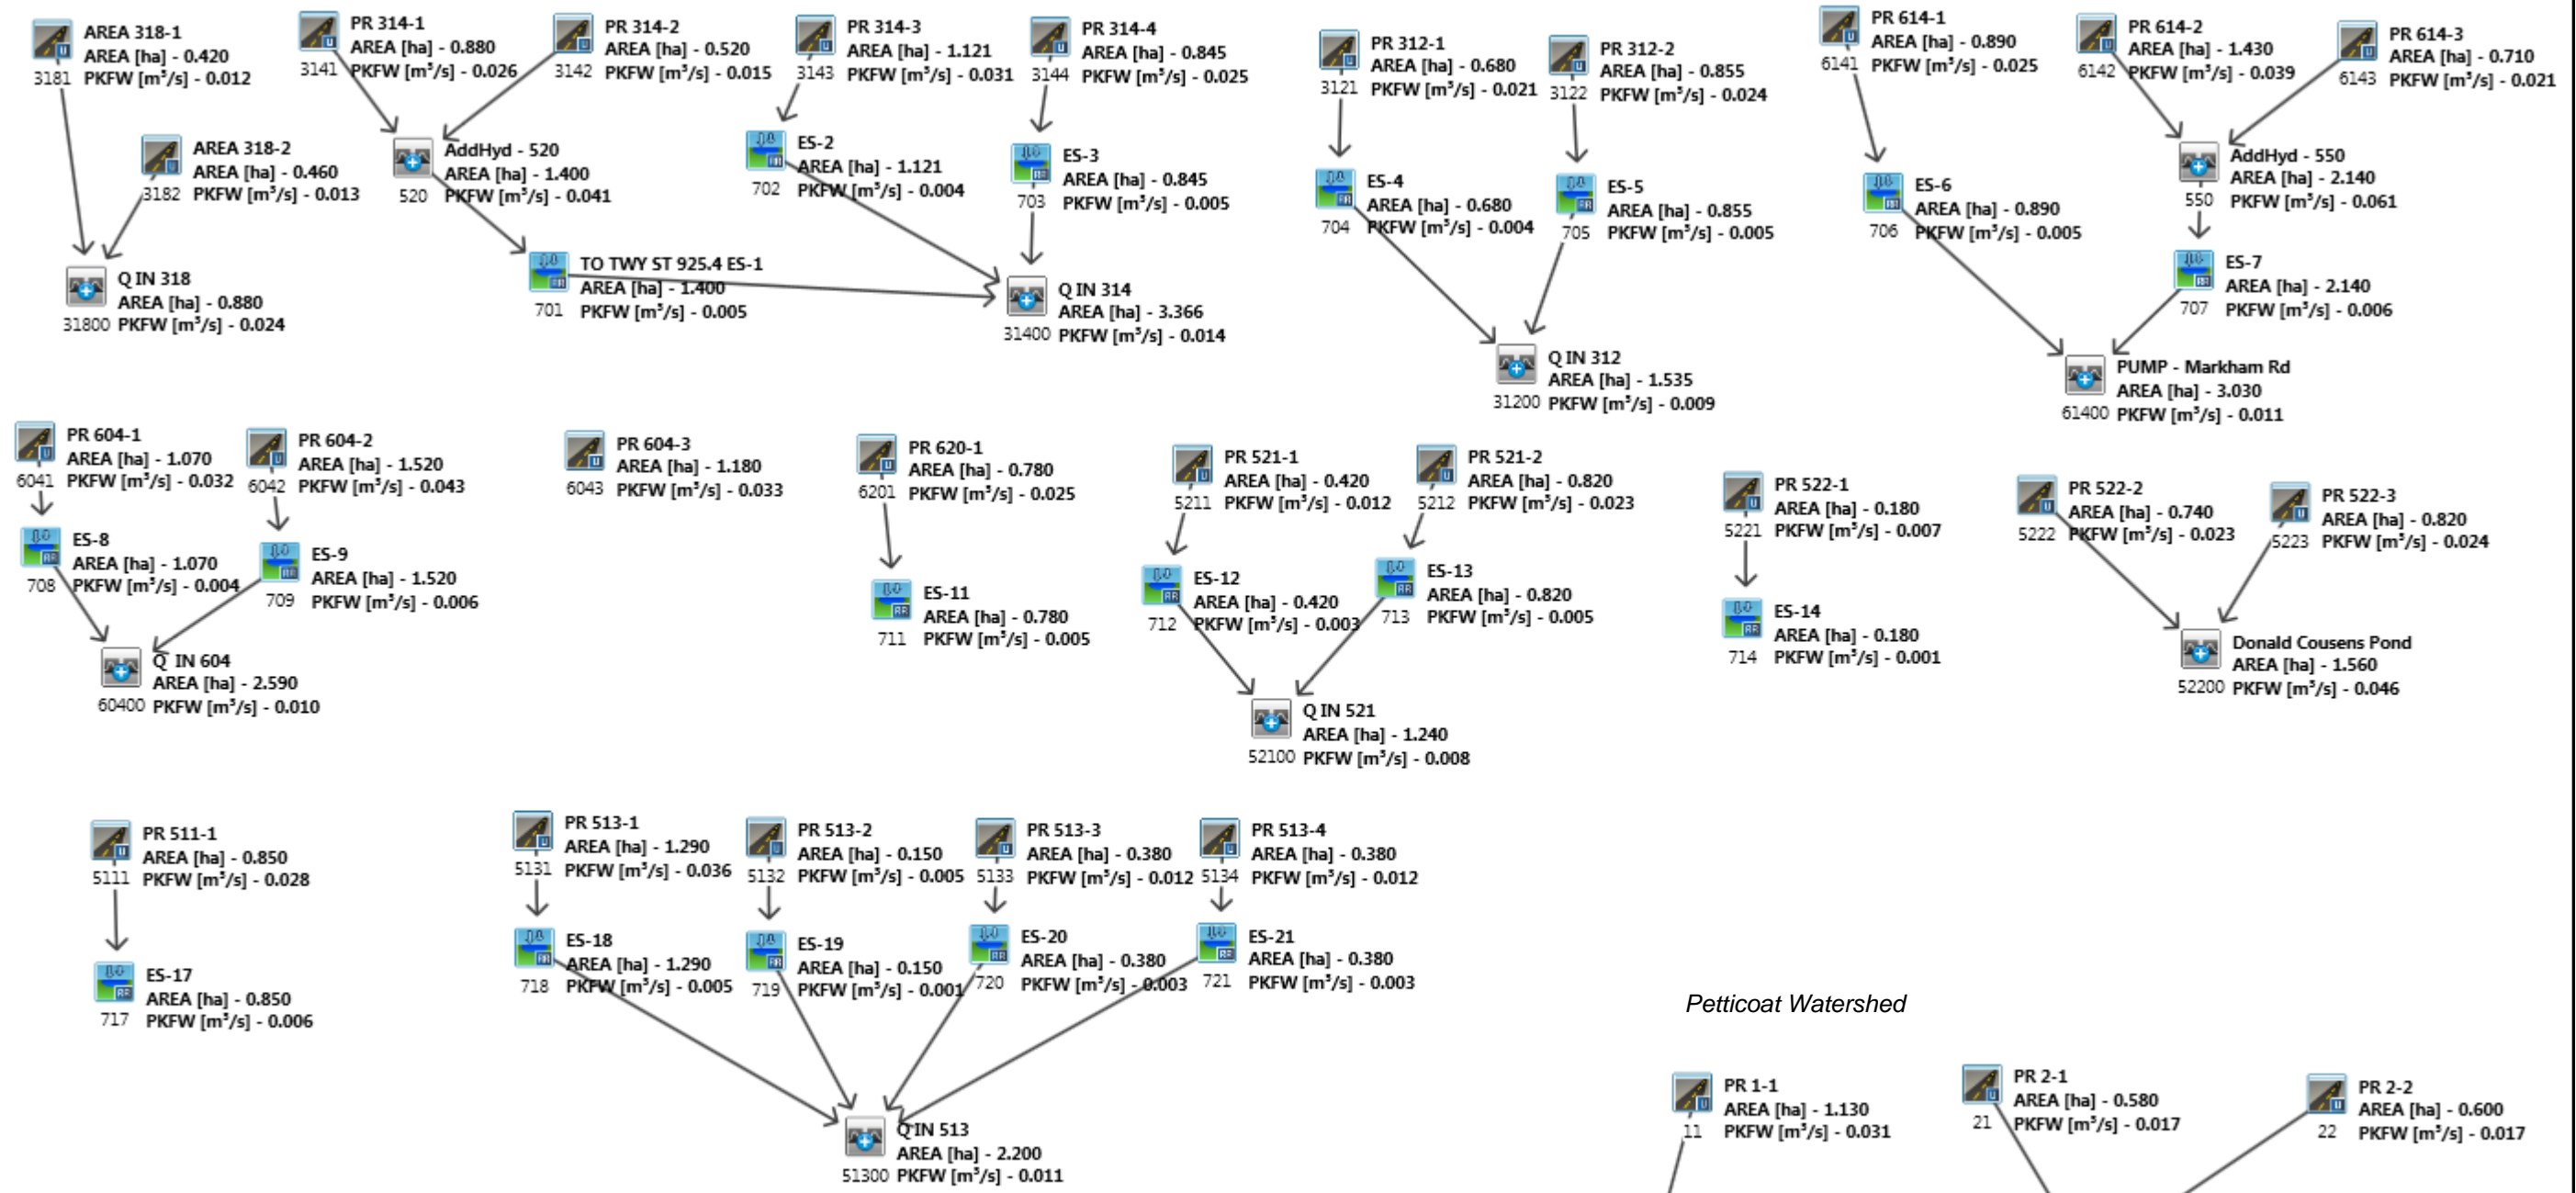 AREA 318-1
AREA [ha] - 0.420
3181 PKFW [m³/s] - 0.012
PR 314-1
AREA [ha] - 0.880
3141 PKFW [m³/s] - 0.026
PR 314-2
AREA [ha] - 0.520
3142 PKFW [m³/s] - 0.015
PR 314-3
AREA [ha] - 1.121
3143 PKFW [m³/s] - 0.031
PR 314-4
AREA [ha] - 0.845
3144 PKFW [m³/s] - 0.025
PR 312-1
AREA [ha] - 0.680
3121 PKFW [m³/s] - 0.021
PR 312-2
AREA [ha] - 0.855
3122 PKFW [m³/s] - 0.024
PR 614-1
AREA [ha] - 0.890
6141 PKFW [m³/s] - 0.025
PR 614-2
AREA [ha] - 1.430
6142 PKFW [m³/s] - 0.039
PR 614-3
AREA [ha] - 0.710
6143 PKFW [m³/s] - 0.021
AREA 318-2
AREA [ha] - 0.460
3182 PKFW [m³/s] - 0.013
AddHyd - 520
AREA [ha] - 1.400
520 PKFW [m³/s] - 0.041
ES-2
AREA [ha] - 1.121
702 PKFW [m³/s] - 0.004
ES-3
AREA [ha] - 0.845
703 PKFW [m³/s] - 0.005
ES-4
AREA [ha] - 0.680
704 PKFW [m³/s] - 0.004
ES-5
AREA [ha] - 0.855
705 PKFW [m³/s] - 0.005
ES-6
AREA [ha] - 0.890
706 PKFW [m³/s] - 0.005
AddHyd - 550
AREA [ha] - 2.140
550 PKFW [m³/s] - 0.061
Q IN 318
AREA [ha] - 0.880
31800 PKFW [m³/s] - 0.024
TO TWY ST 925.4 ES-1
AREA [ha] - 1.400
701 PKFW [m³/s] - 0.005
Q IN 314
AREA [ha] - 3.366
31400 PKFW [m³/s] - 0.014
ES-7
AREA [ha] - 2.140
707 PKFW [m³/s] - 0.006
Q IN 312
AREA [ha] - 1.535
31200 PKFW [m³/s] - 0.009
PUMP - Markham Rd
AREA [ha] - 3.030
61400 PKFW [m³/s] - 0.011
PR 604-1
AREA [ha] - 1.070
6041 PKFW [m³/s] - 0.032
PR 604-2
AREA [ha] - 1.520
6042 PKFW [m³/s] - 0.043
PR 604-3
AREA [ha] - 1.180
6043 PKFW [m³/s] - 0.033
PR 620-1
AREA [ha] - 0.780
6201 PKFW [m³/s] - 0.025
PR 521-1
AREA [ha] - 0.420
5211 PKFW [m³/s] - 0.012
PR 521-2
AREA [ha] - 0.820
5212 PKFW [m³/s] - 0.023
PR 522-1
AREA [ha] - 0.180
5221 PKFW [m³/s] - 0.007
PR 522-2
AREA [ha] - 0.740
5222 PKFW [m³/s] - 0.023
PR 522-3
AREA [ha] - 0.820
5223 PKFW [m³/s] - 0.024
ES-8
AREA [ha] - 1.070
708 PKFW [m³/s] - 0.004
ES-9
AREA [ha] - 1.520
709 PKFW [m³/s] - 0.006
ES-11
AREA [ha] - 0.780
711 PKFW [m³/s] - 0.005
ES-12
AREA [ha] - 0.420
712 PKFW [m³/s] - 0.003
ES-13
AREA [ha] - 0.820
713 PKFW [m³/s] - 0.005
ES-14
AREA [ha] - 0.180
714 PKFW [m³/s] - 0.001
Q IN 604
AREA [ha] - 2.590
60400 PKFW [m³/s] - 0.010
Donald Cousens Pond
AREA [ha] - 1.560
52200 PKFW [m³/s] - 0.046
Q IN 521
AREA [ha] - 1.240
52100 PKFW [m³/s] - 0.008
PR 511-1
AREA [ha] - 0.850
5111 PKFW [m³/s] - 0.028
PR 513-1
AREA [ha] - 1.290
5131 PKFW [m³/s] - 0.036
PR 513-2
AREA [ha] - 0.150
5132 PKFW [m³/s] - 0.005
PR 513-3
AREA [ha] - 0.380
5133 PKFW [m³/s] - 0.012
PR 513-4
AREA [ha] - 0.380
5134 PKFW [m³/s] - 0.012
ES-17
AREA [ha] - 0.850
717 PKFW [m³/s] - 0.006
ES-18
AREA [ha] - 1.290
718 PKFW [m³/s] - 0.005
ES-19
AREA [ha] - 0.150
719 PKFW [m³/s] - 0.001
ES-20
AREA [ha] - 0.380
720 PKFW [m³/s] - 0.003
ES-21
AREA [ha] - 0.380
721 PKFW [m³/s] - 0.003
Petticoat Watershed
Q IN 513
AREA [ha] - 2.200
51300 PKFW [m³/s] - 0.011
PR 1-1
AREA [ha] - 1.130
11 PKFW [m³/s] - 0.031
PR 2-1
AREA [ha] - 0.580
21 PKFW [m³/s] - 0.017
PR 2-2
AREA [ha] - 0.600
22 PKFW [m³/s] - 0.017